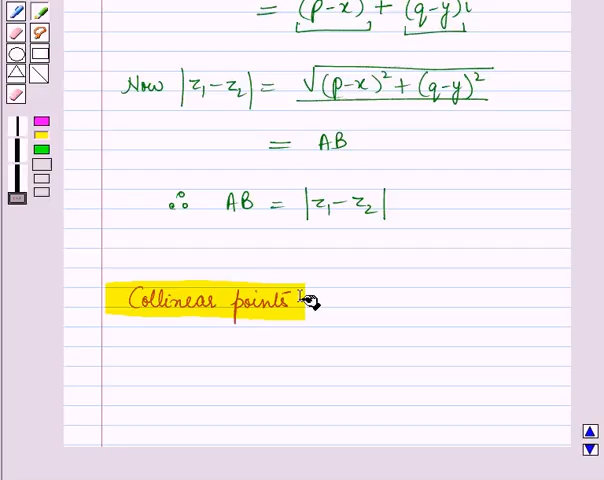 = (p-x) + (q-y)i
Now |z₁-z₂| = √(p-x)² + (q-y)²
= AB
∴ AB = |z₁-z₂|
Collinear points